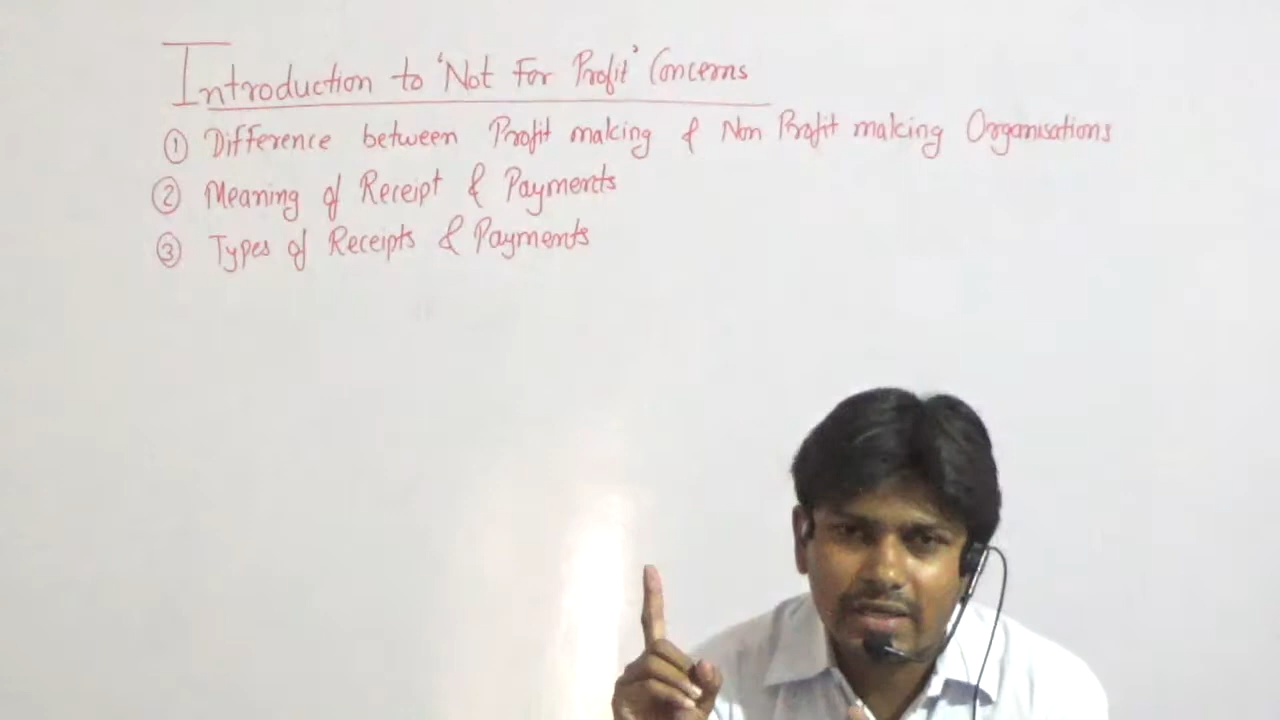 Introduction to 'Not For Profit' Concerns
① Difference between Profit making & Non Profit making Organisations
② Meaning of Receipt & Payments
③ Types of Receipts & Payments